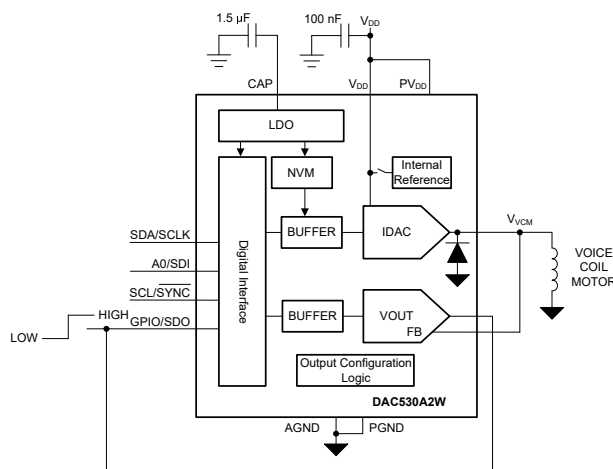 1.5 µF
100 nF
VDD
CAP
VDD
PVDD
LDO
Internal
Reference
NVM
VVCM
SDA/SCLK
BUFFER
IDAC
VOICE
COIL
MOTOR
A0/SDI
Digital Interface
SCL/SYNC
HIGH
LOW
GPIO/SDO
BUFFER
VOUT
FB
Output Configuration
Logic
DAC530A2W
AGND
PGND